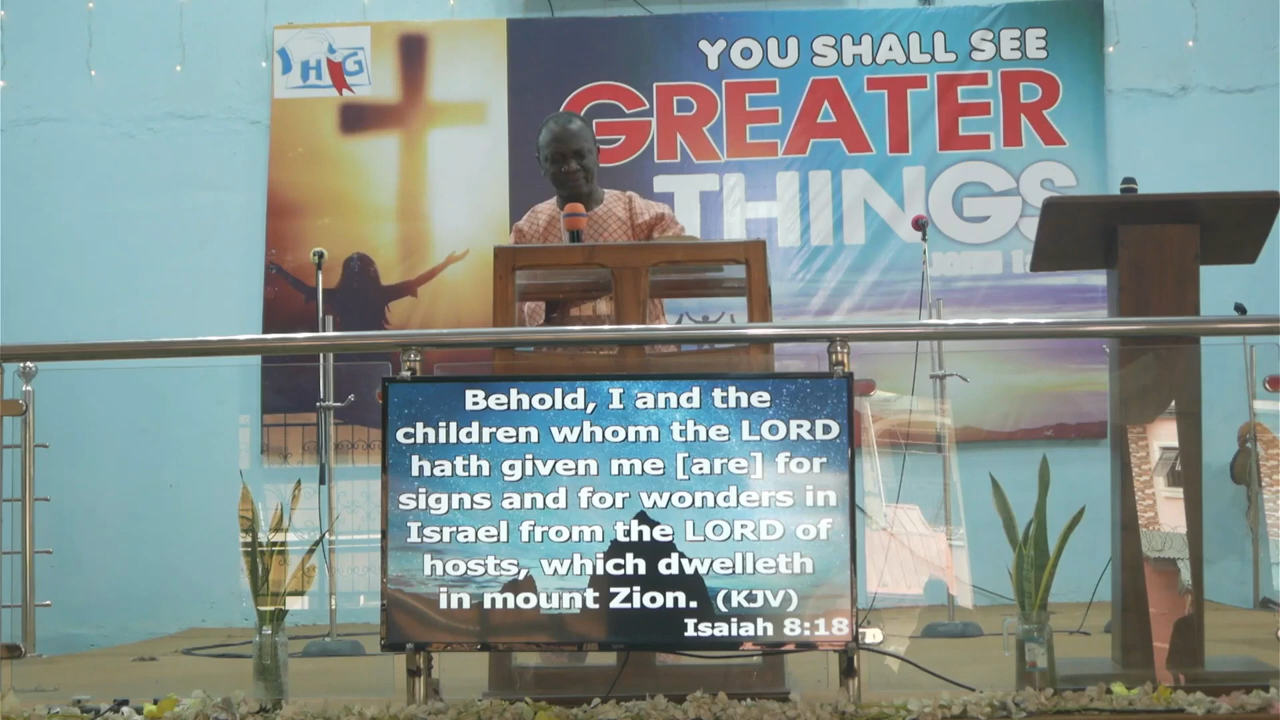 HG
YOU SHALL SEE
GREATER
THINGS
JOHN 1:
Behold, I and the
children whom the LORD
hath given me [are] for
signs and for wonders in
Israel from the LORD of
hosts, which dwelleth
in mount Zion. (KJV)
Isaiah 8:18